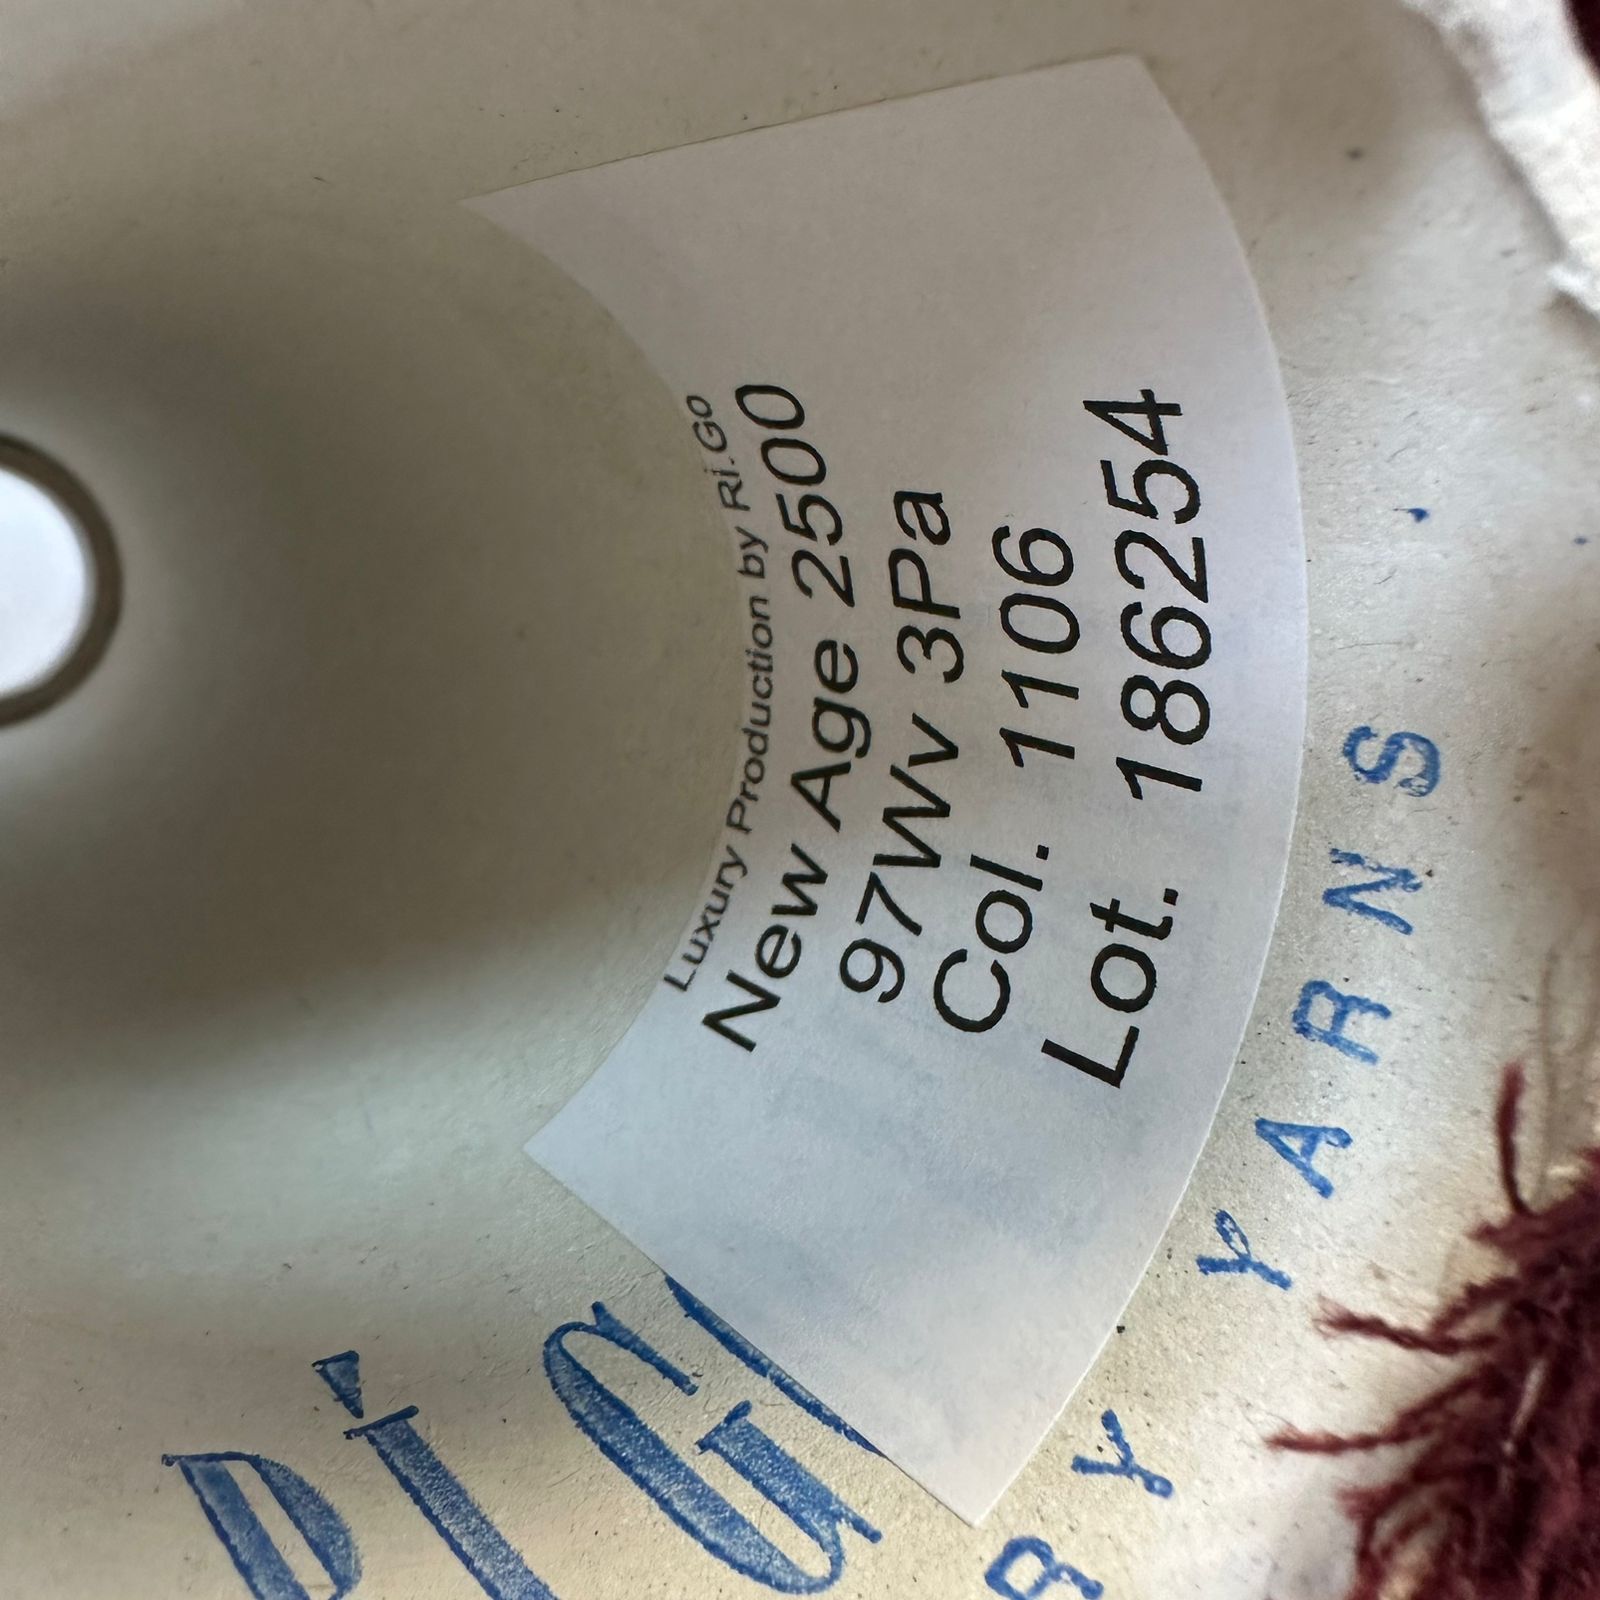 Luxury Production by Ri.Go
New Age 2500
97Wv 3Pa
Col. 1106
Lot. 186254
YARNS